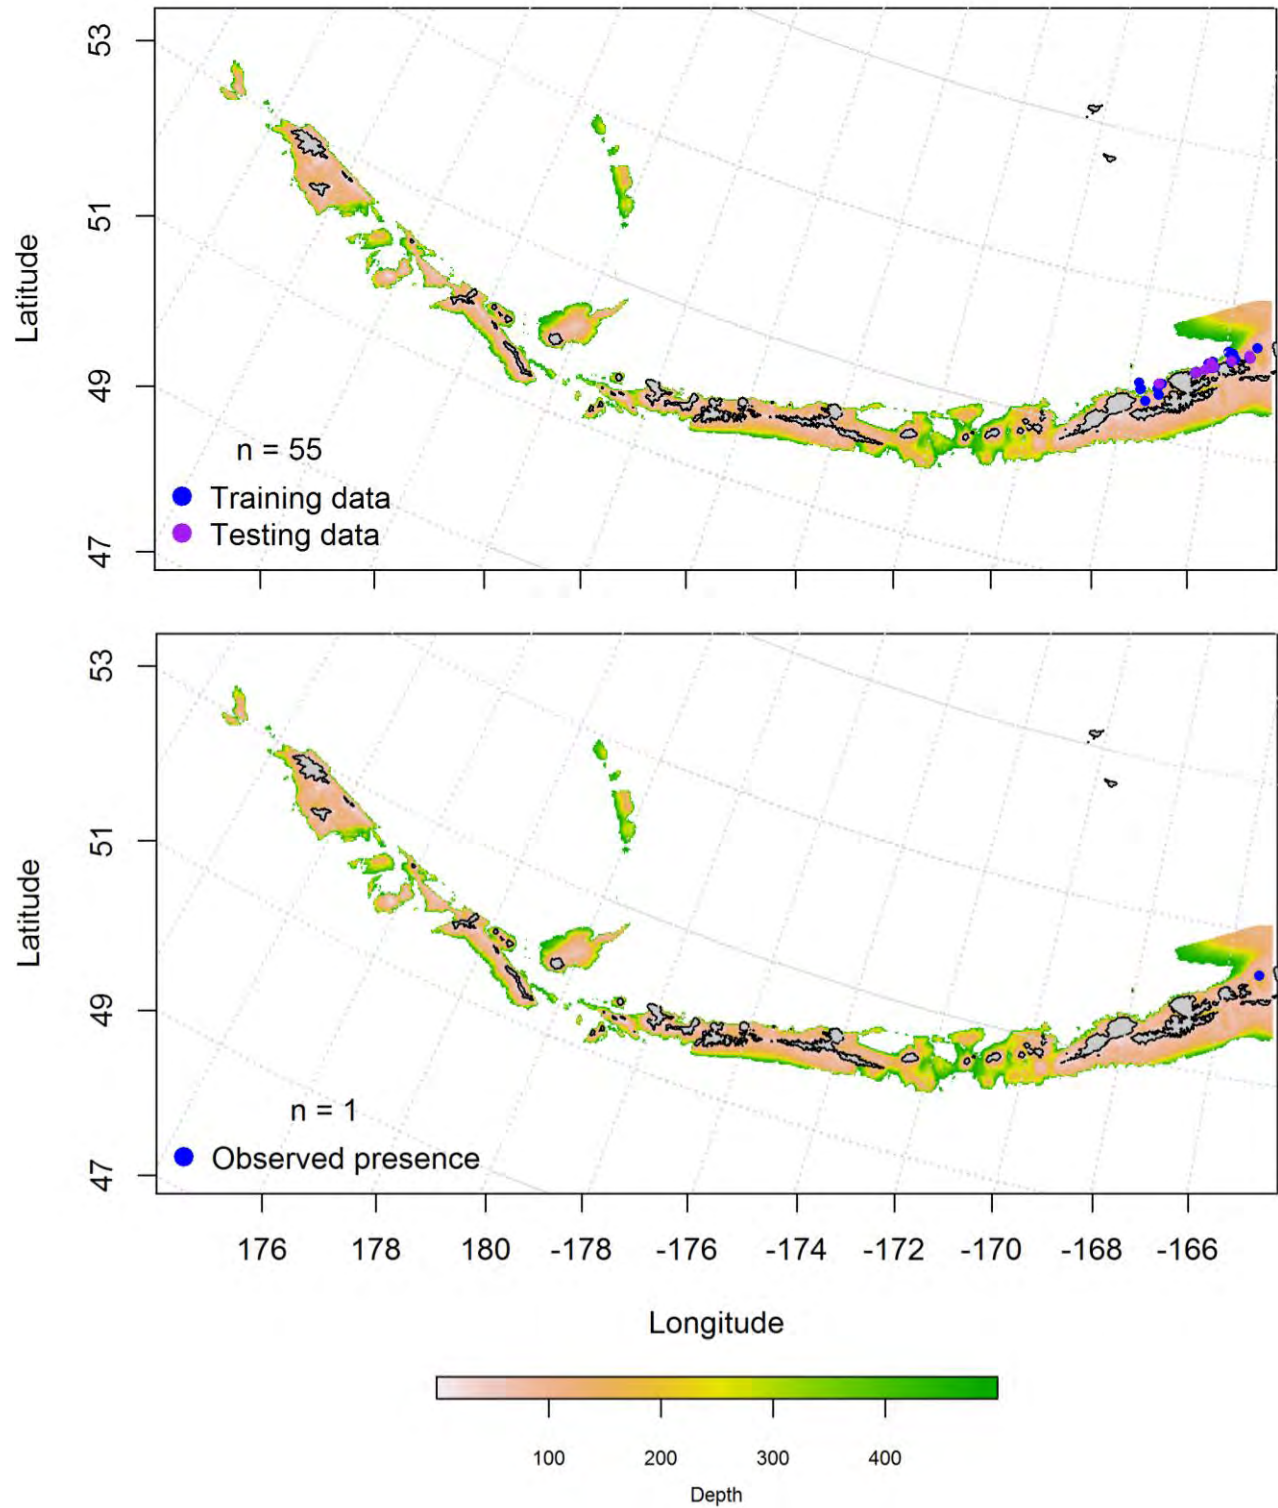 53
51
49
47
Latitude
n = 55
Training data
Testing data
53
51
49
47
Latitude
n = 1
Observed presence
176 178 180 -178 -176 -174 -172 -170 -168 -166
Longitude
100 200 300 400
Depth